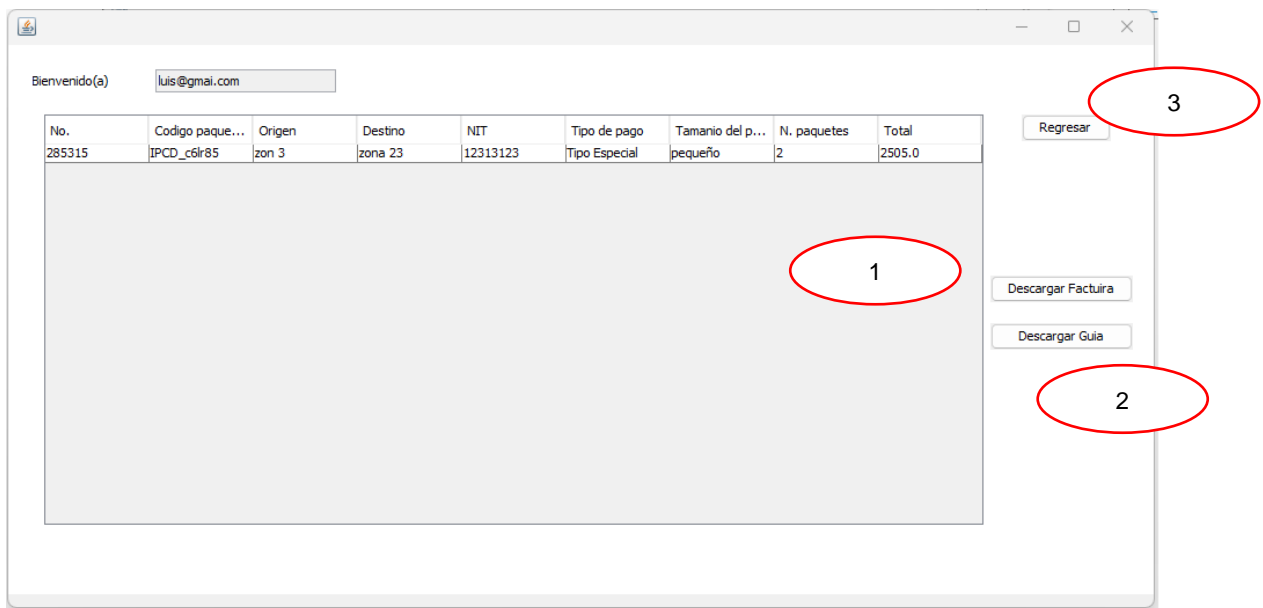 Bienvenido(a) luis@gmai.com
3
No. Codigo paque... Origen Destino NIT Tipo de pago Tamanio del p... N. paquetes Total
Regresar
285315 IPCD_c6lr85 zon 3 zona 23 12313123 Tipo Especial pequeño 2 2505.0
1
Descargar Factuira
Descargar Guia
2